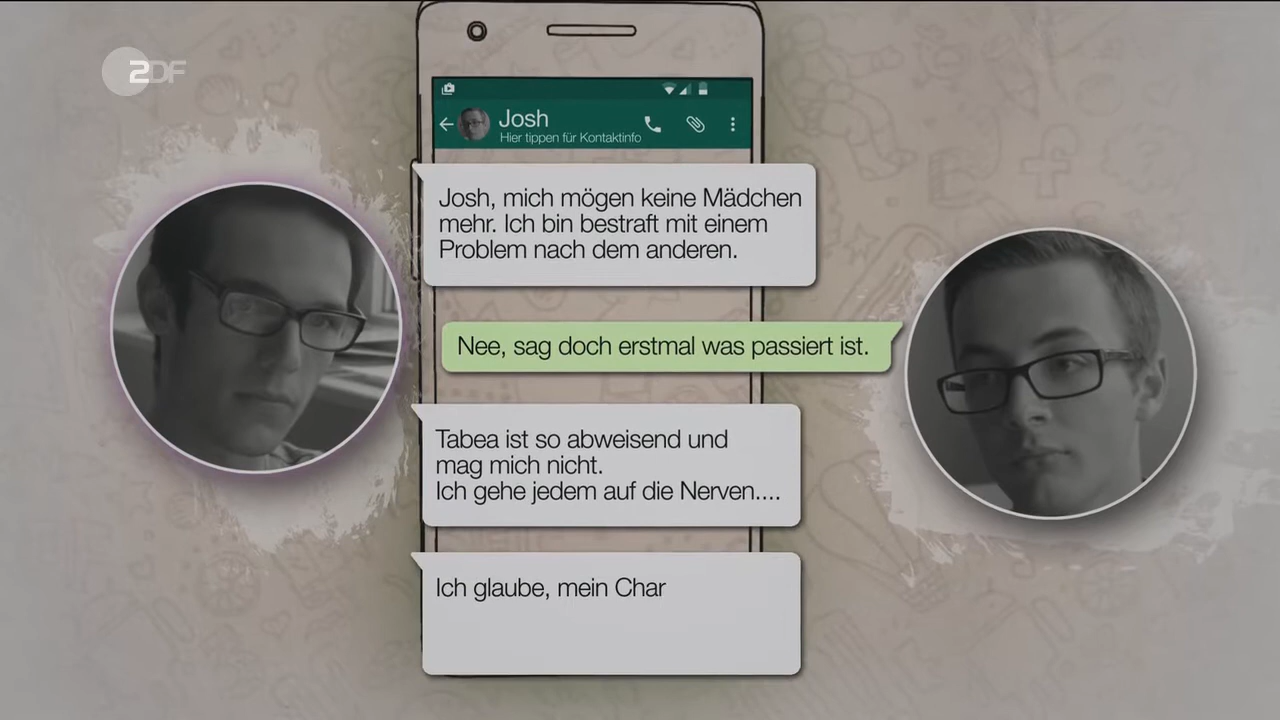 ZDF
Josh
Hier tippen für Kontaktinfo
Josh, mich mögen keine Mädchen
mehr. Ich bin bestraft mit einem
Problem nach dem anderen.
Nee, sag doch erstmal was passiert ist.
Tabea ist so abweisend und
mag mich nicht.
Ich gehe jedem auf die Nerven....
Ich glaube, mein Char